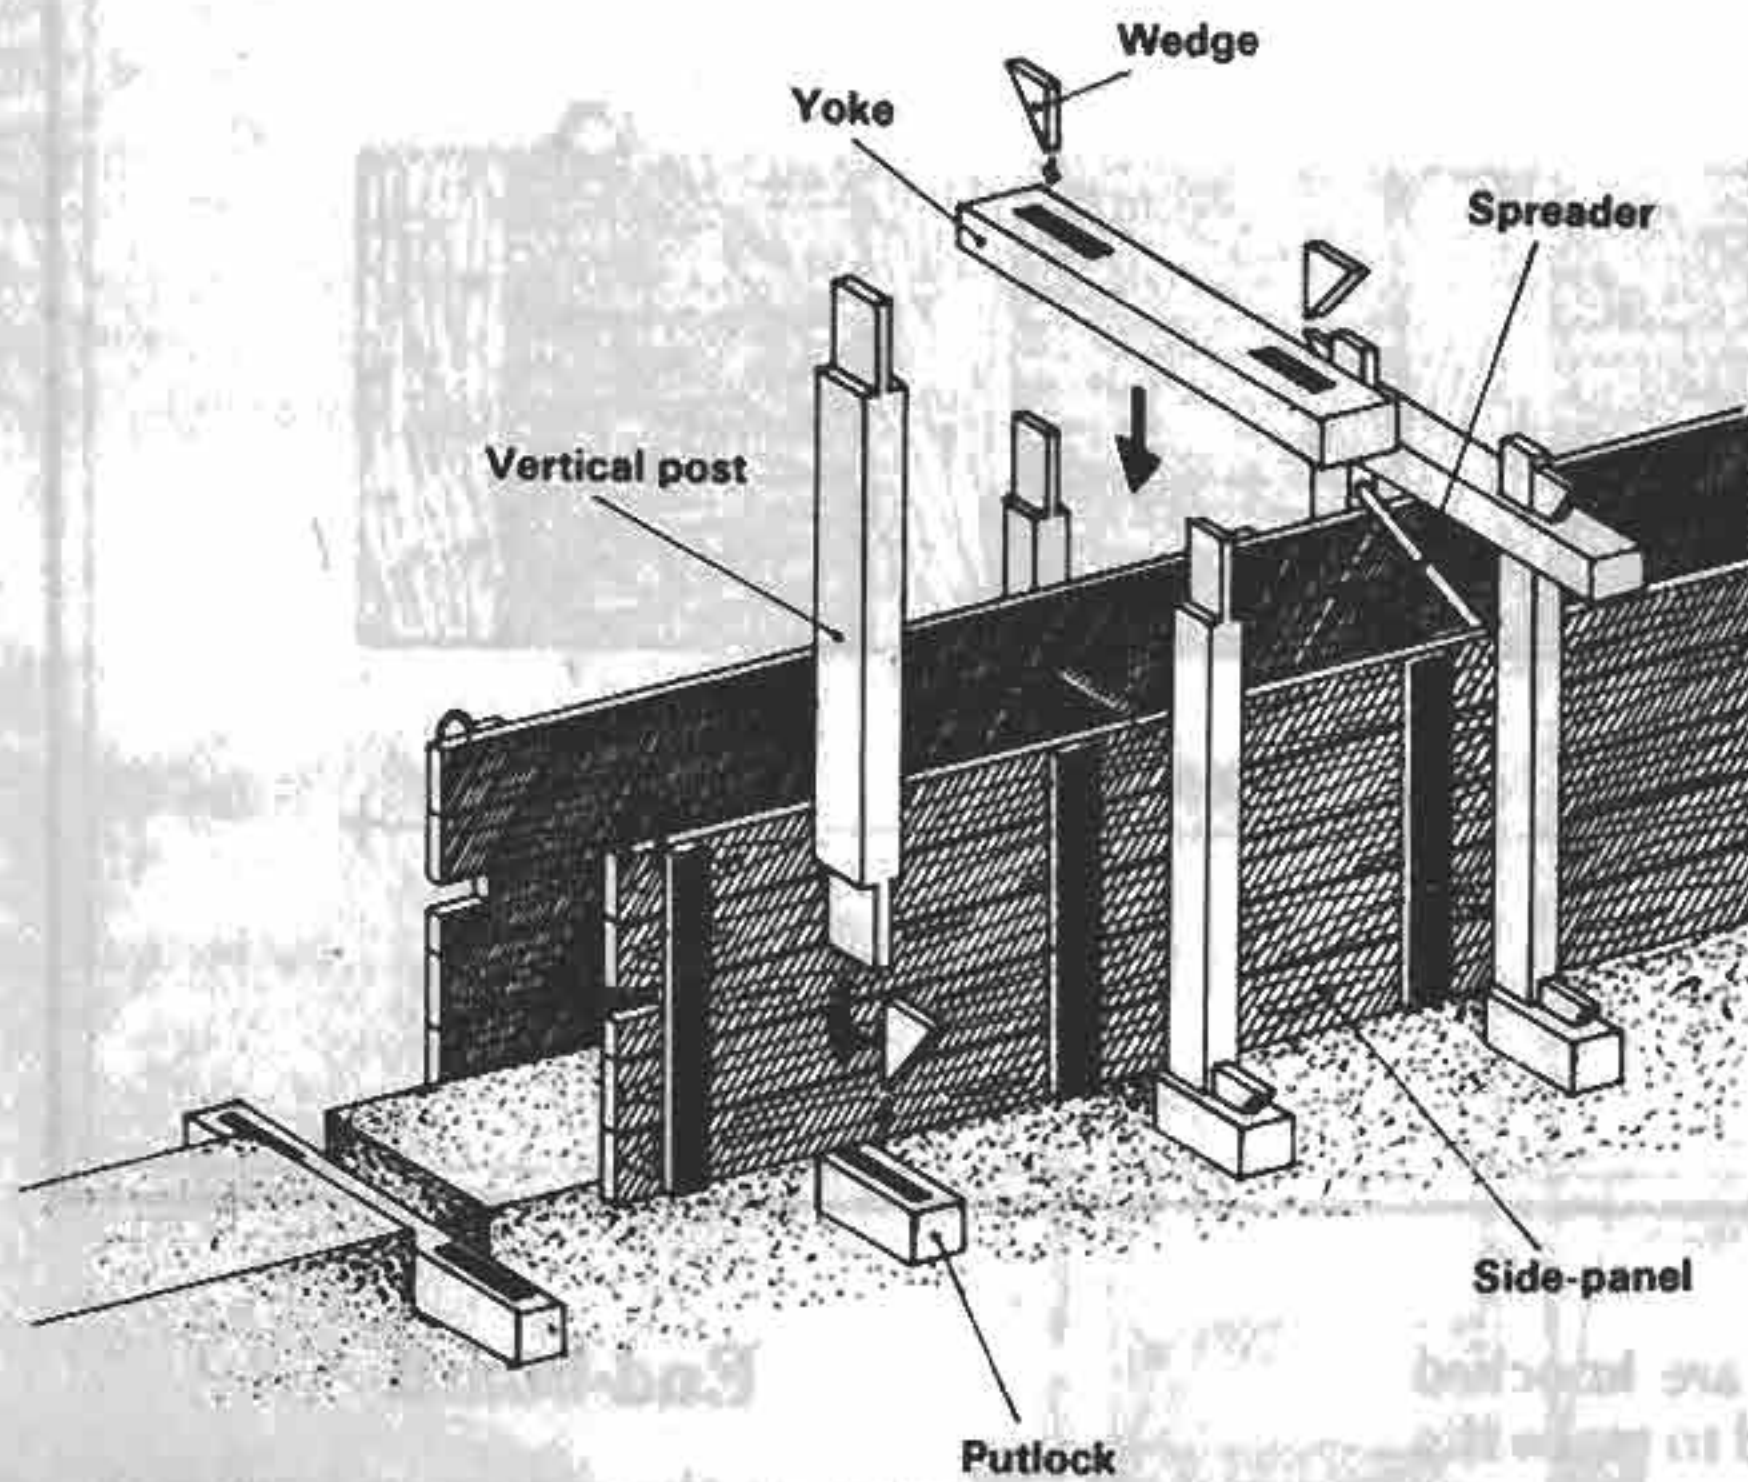 Wedge
Yoke
Spreader
Vertical post
Side-panel
Putlock